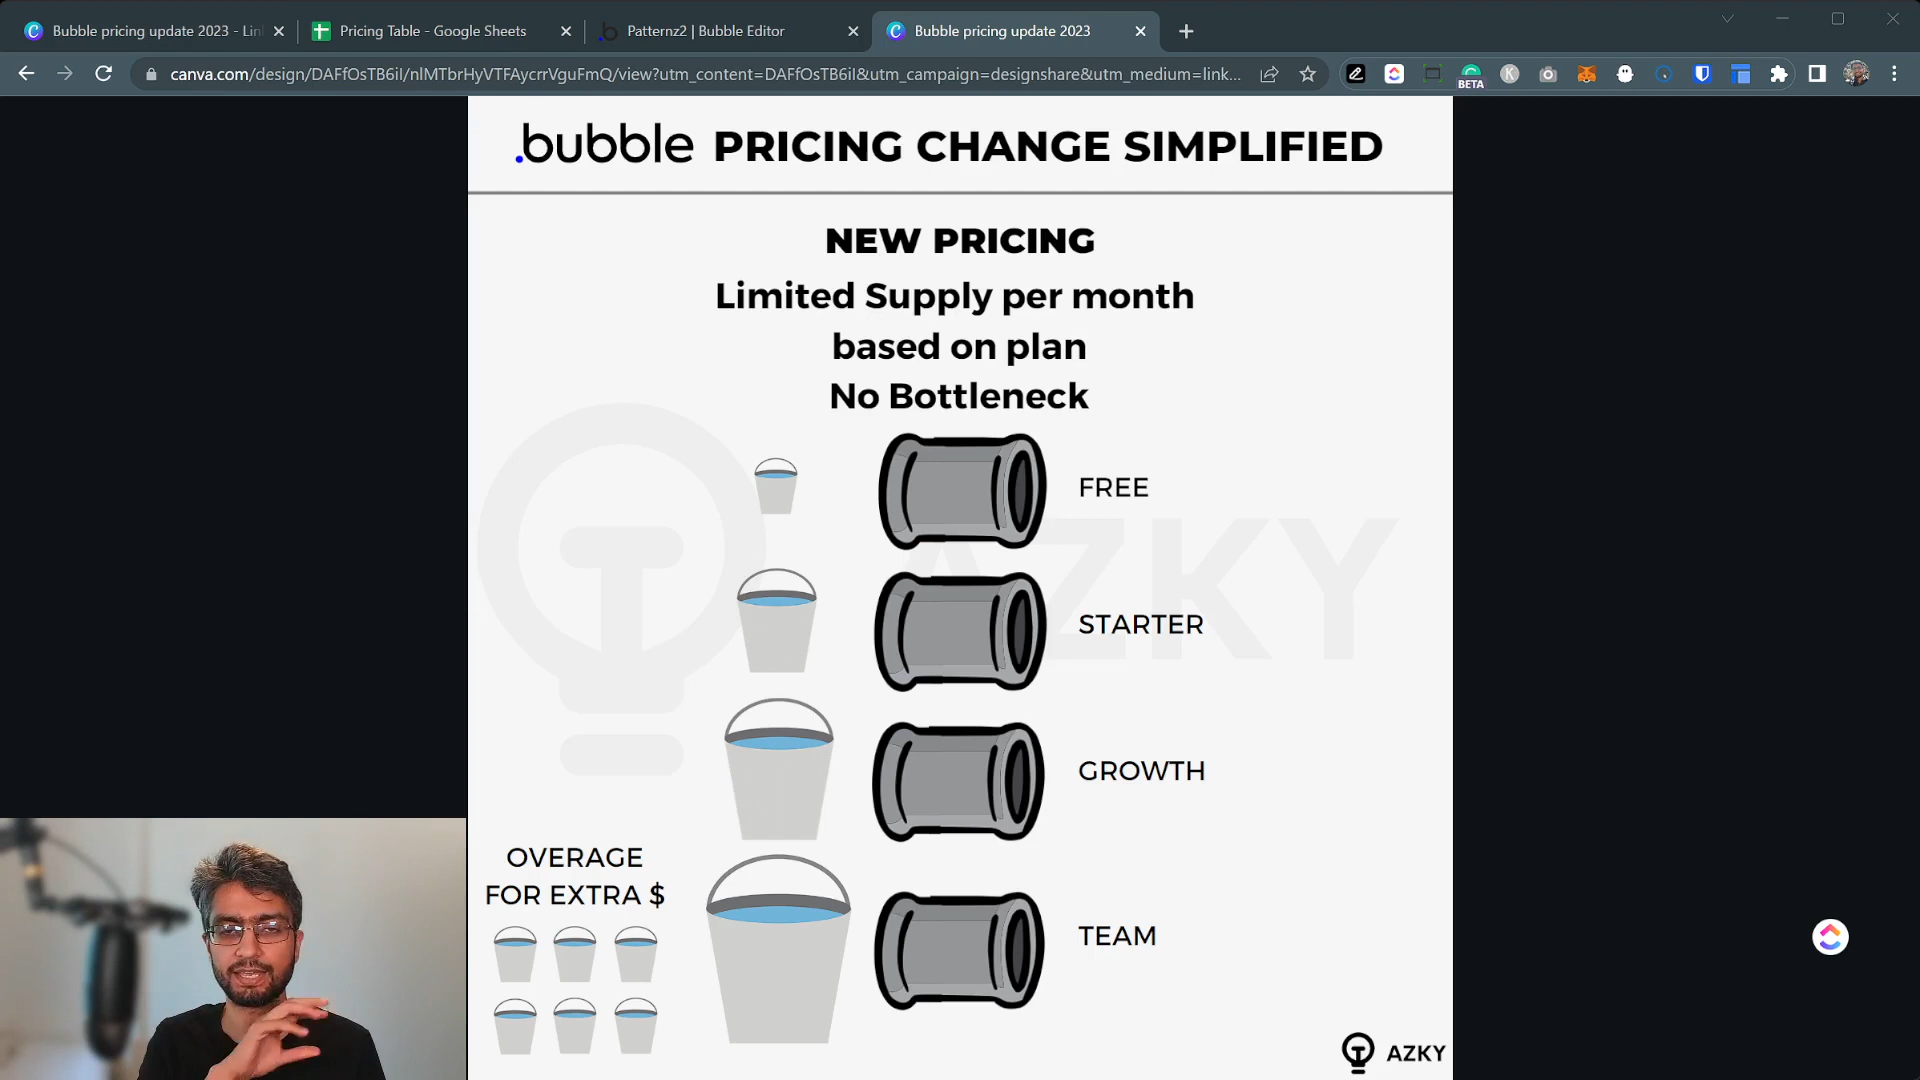 Bubble pricing update 2023 - Lin
Pricing Table - Google Sheets
Patternz2 | Bubble Editor
Bubble pricing update 2023
canva.com/design/DAFfOsTB6iI/nlMTbrHyVTFAycrrVguFmQ/view?utm_content=DAFfOsTB6iI&utm_campaign=designshare&utm_medium=link...
BETA
.bubble PRICING CHANGE SIMPLIFIED
NEW PRICING
Limited Supply per month
based on plan
No Bottleneck
FREE
STARTER
GROWTH
TEAM
OVERAGE
FOR EXTRA $
AZKY
AZKY